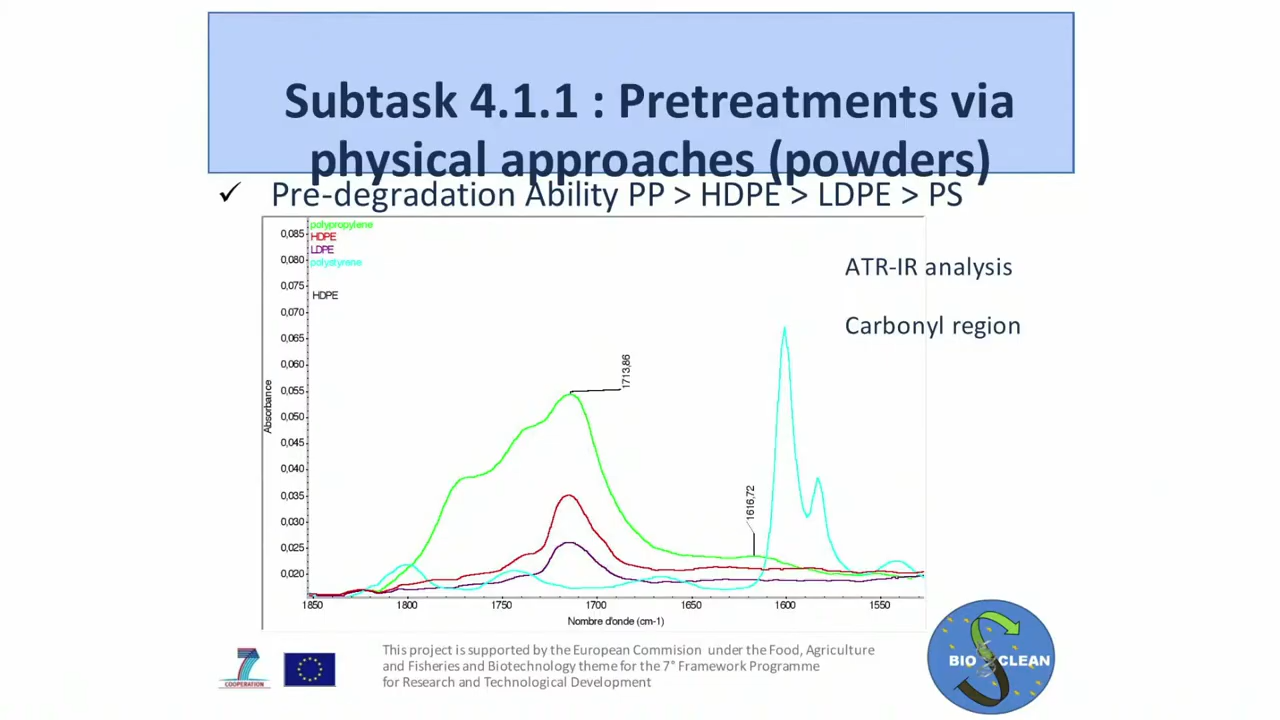 Subtask 4.1.1 : Pretreatments via
physical approaches (powders)
✓ Pre-degradation Ability PP > HDPE > LDPE > PS
polypropylene
HDPE
LDPE
polystyrene
HDPE
ATR-IR analysis
Carbonyl region
0,085
0,080
0,075
0,070
0,065
0,060
0,055
0,050
0,045
0,040
0,035
0,030
0,025
0,020
Absorbance
1713,86
1616,72
1850 1800 1750 1700 1650 1600 1550
Nombre d'onde (cm-1)
7
COOPERATION
This project is supported by the European Commision under the Food, Agriculture
and Fisheries and Biotechnology theme for the 7° Framework Programme
for Research and Technological Development
BIO CLEAN